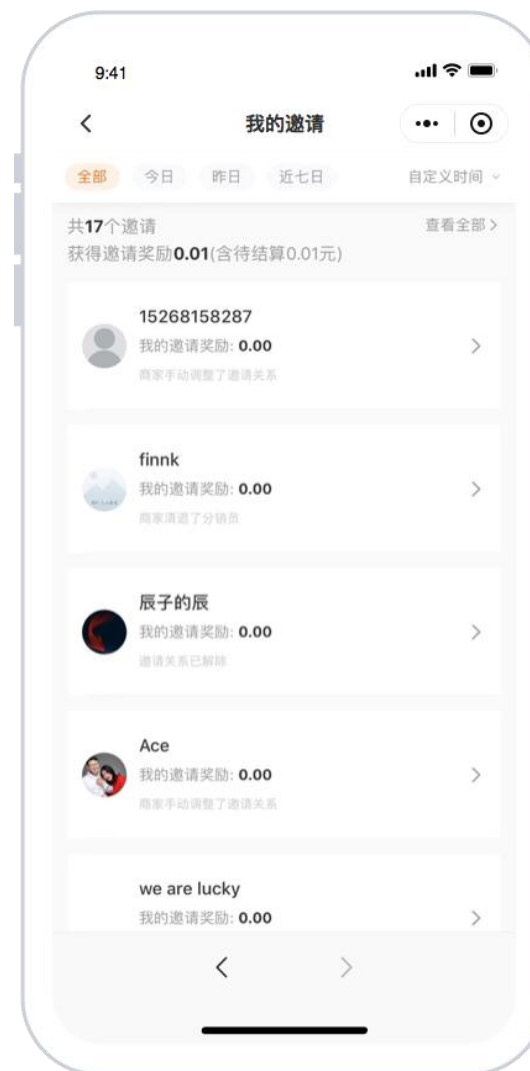 9:41
我的邀请
全部 今日 昨日 近七日 自定义时间
共17个邀请 查看全部
获得邀请奖励0.01(含待结算0.01元)
15268158287
我的邀请奖励: 0.00
商家手动调整了邀请关系
finnk
我的邀请奖励: 0.00
商家清退了分销员
辰子的辰
我的邀请奖励: 0.00
邀请关系已解除
Ace
我的邀请奖励: 0.00
商家手动调整了邀请关系
we are lucky
我的邀请奖励: 0.00